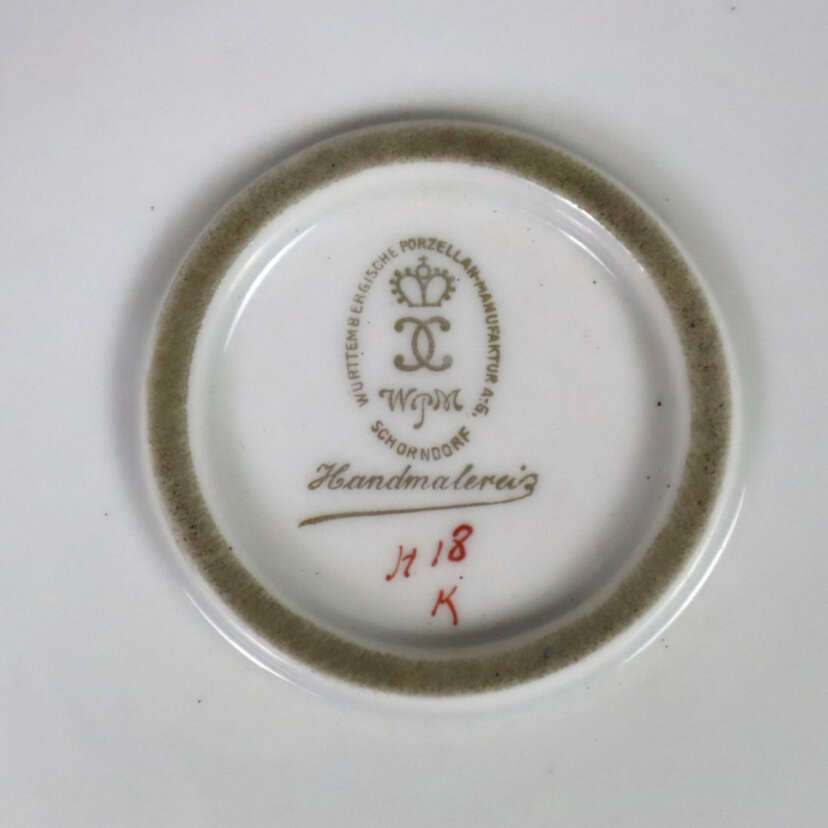 WÜRTTEMBERGISCHE PORZELLAN-MANUFAKTUR A.-G.
WPM
SCHORNDORF
Handmalerei
H 18
K